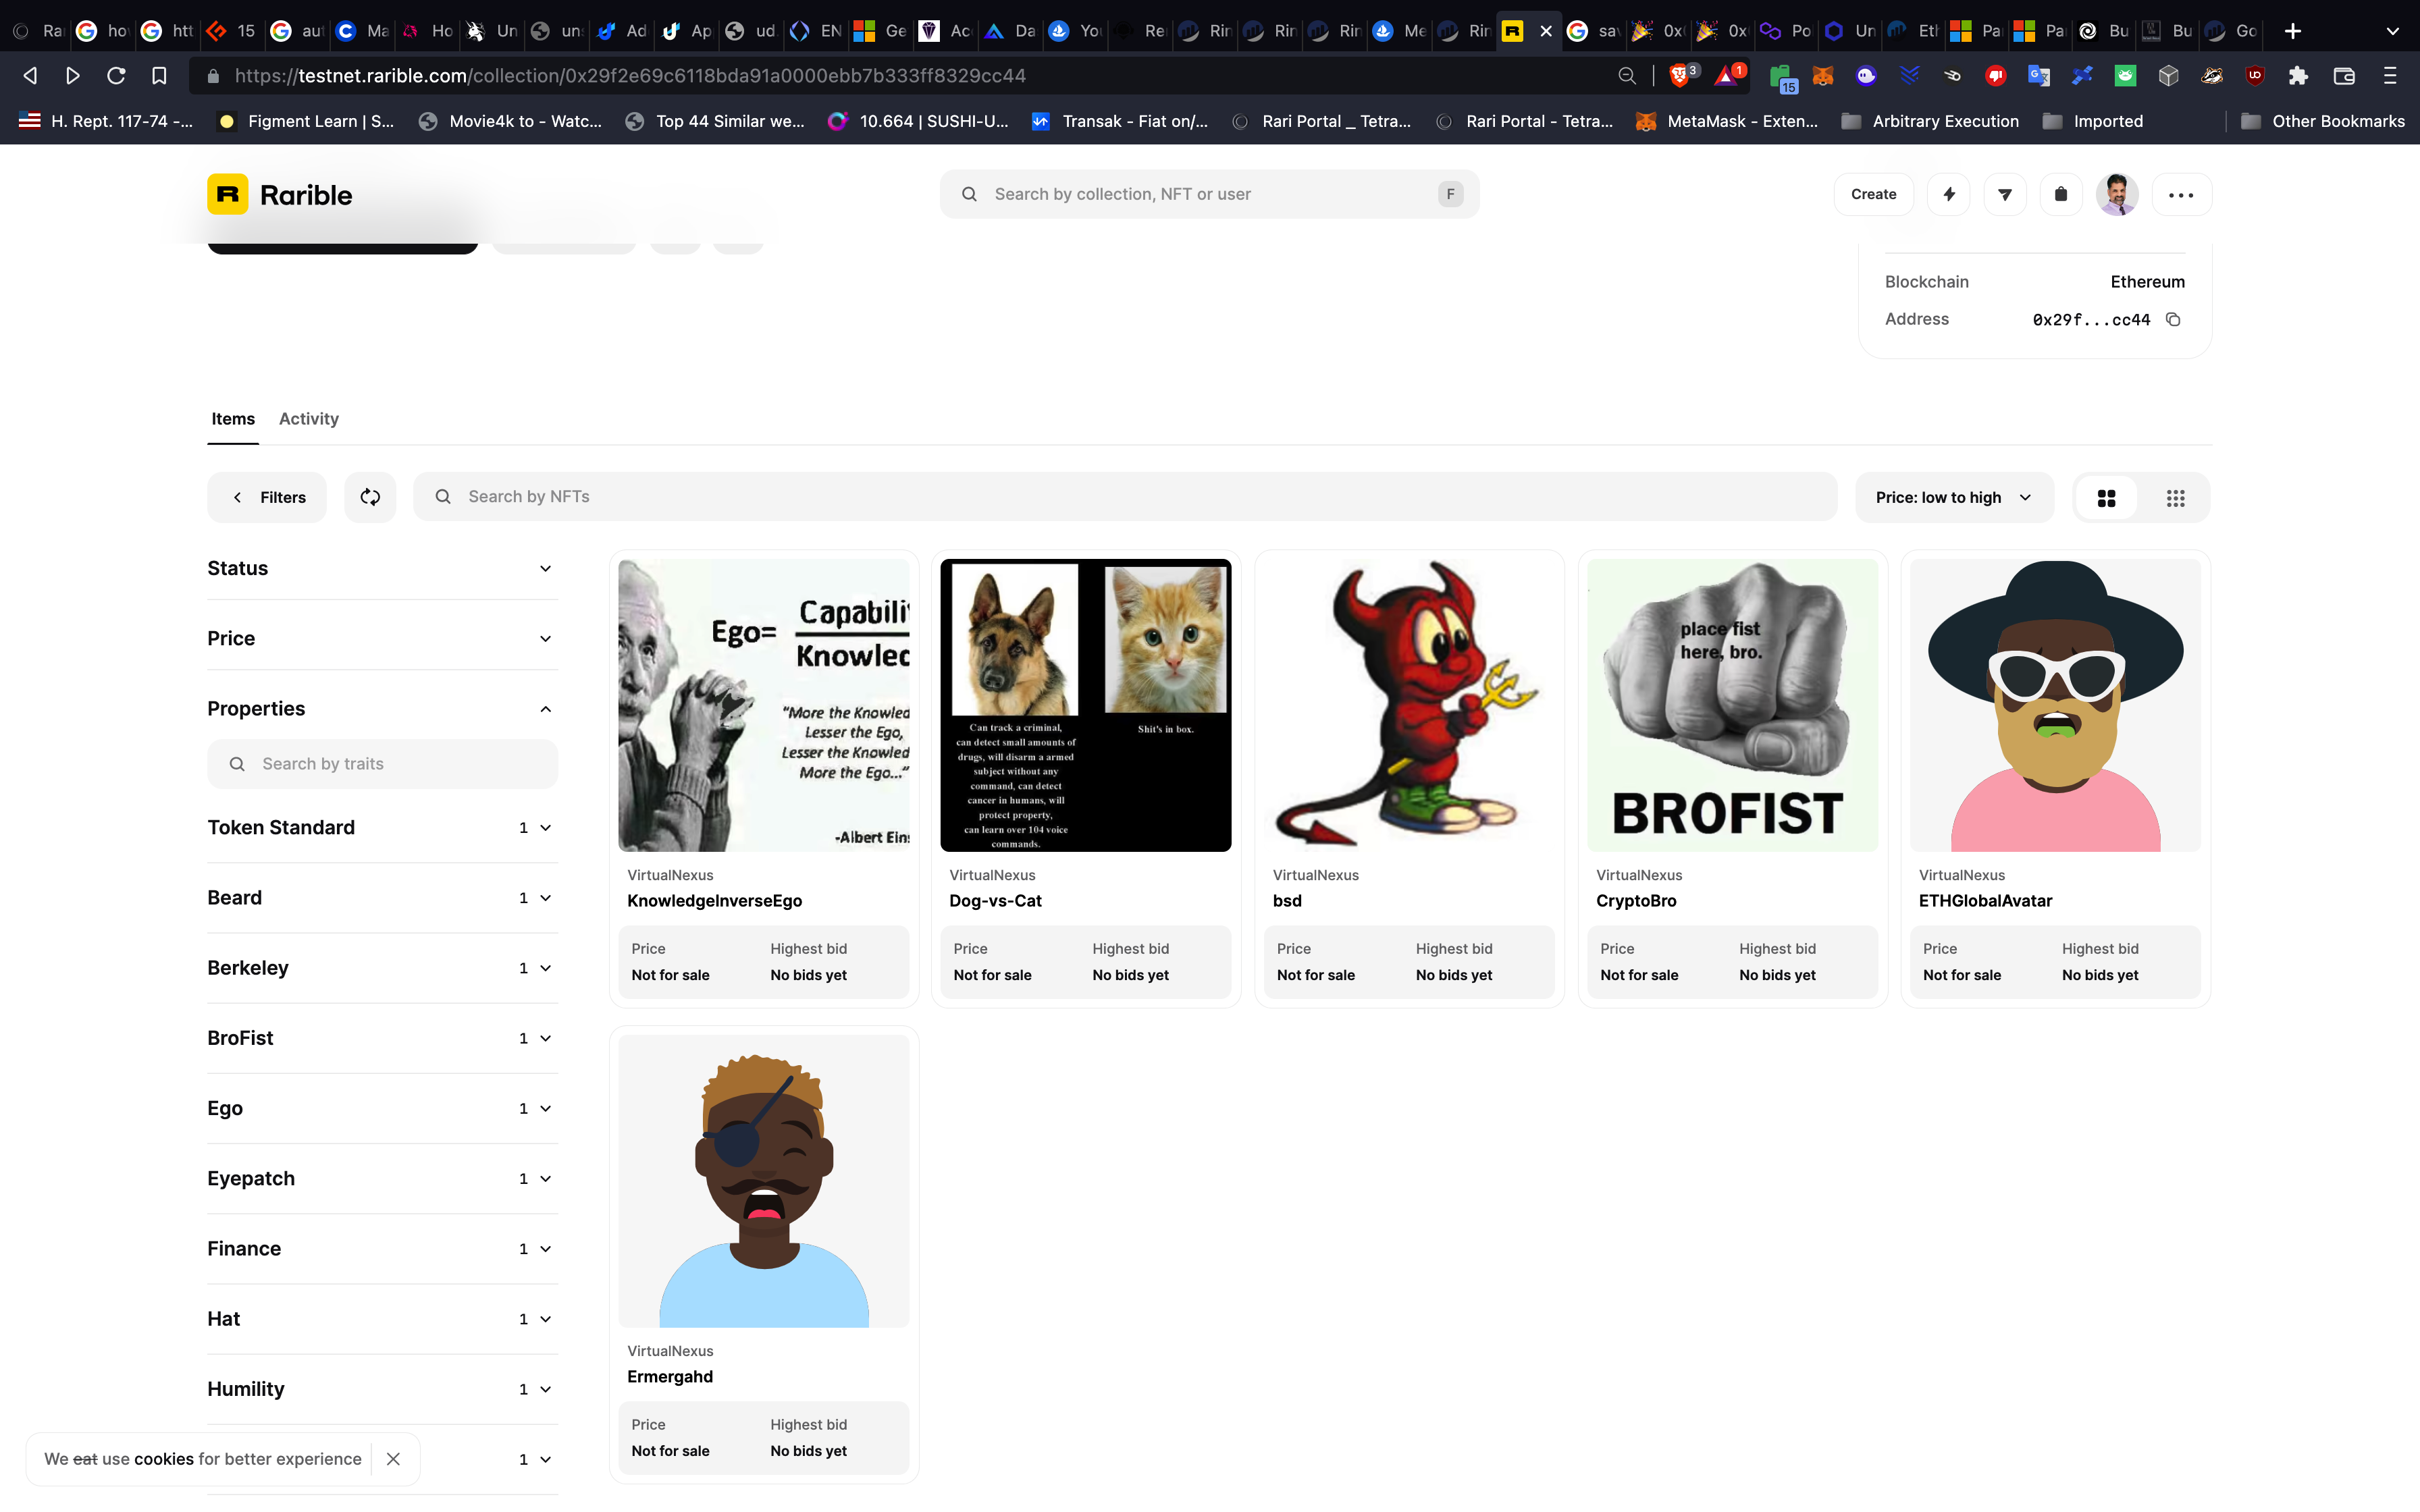 Ra
ho
htt
15
aut
Ma
Ho
Un
un
Ad
Ap
ud
EN
Ge
Ac
Da
Yo
Re
Rin
Rin
Rin
Me
Rin
sa
0x
0x
Po
Un
Eth
Pa
Pa
Bu
Bu
Go
https://testnet.rarible.com/collection/0x29f2e69c6118bda91a0000ebb7b333ff8329cc44
3
1
15
H. Rept. 117-74 -...
Figment Learn | S...
Movie4k to - Watc...
Top 44 Similar we...
10.664 | SUSHI-U...
Transak - Fiat on/...
Rari Portal _ Tetra...
Rari Portal - Tetra...
MetaMask - Exten...
Arbitrary Execution
Imported
Other Bookmarks
R Rarible
Search by collection, NFT or user
F
Create
Blockchain Ethereum
Address 0x29f...cc44
Items Activity
Filters
Search by NFTs
Price: low to high
Status
Price
Properties
Search by traits
Token Standard 1
Beard 1
Berkeley 1
BroFist 1
Ego 1
Eyepatch 1
Finance 1
Hat 1
Humility 1
1
Ego=
Capabili
Knowled
"More the Knowled
Lesser the Ego,
Lesser the Knowled
More the Ego..."
-Albert Ein
VirtualNexus
KnowledgeInverseEgo
Price Highest bid
Not for sale No bids yet
Can track a criminal,
can detect small amounts of
drugs, will disarm a armed
subject without any
command, can detect
cancer in humans, will
protect property,
can learn over 104 voice
commands.
Shit's in box.
VirtualNexus
Dog-vs-Cat
Price Highest bid
Not for sale No bids yet
VirtualNexus
bsd
Price Highest bid
Not for sale No bids yet
place fist
here, bro.
BROFIST
VirtualNexus
CryptoBro
Price Highest bid
Not for sale No bids yet
VirtualNexus
ETHGlobalAvatar
Price Highest bid
Not for sale No bids yet
VirtualNexus
Ermergahd
Price Highest bid
Not for sale No bids yet
We eat use cookies for better experience